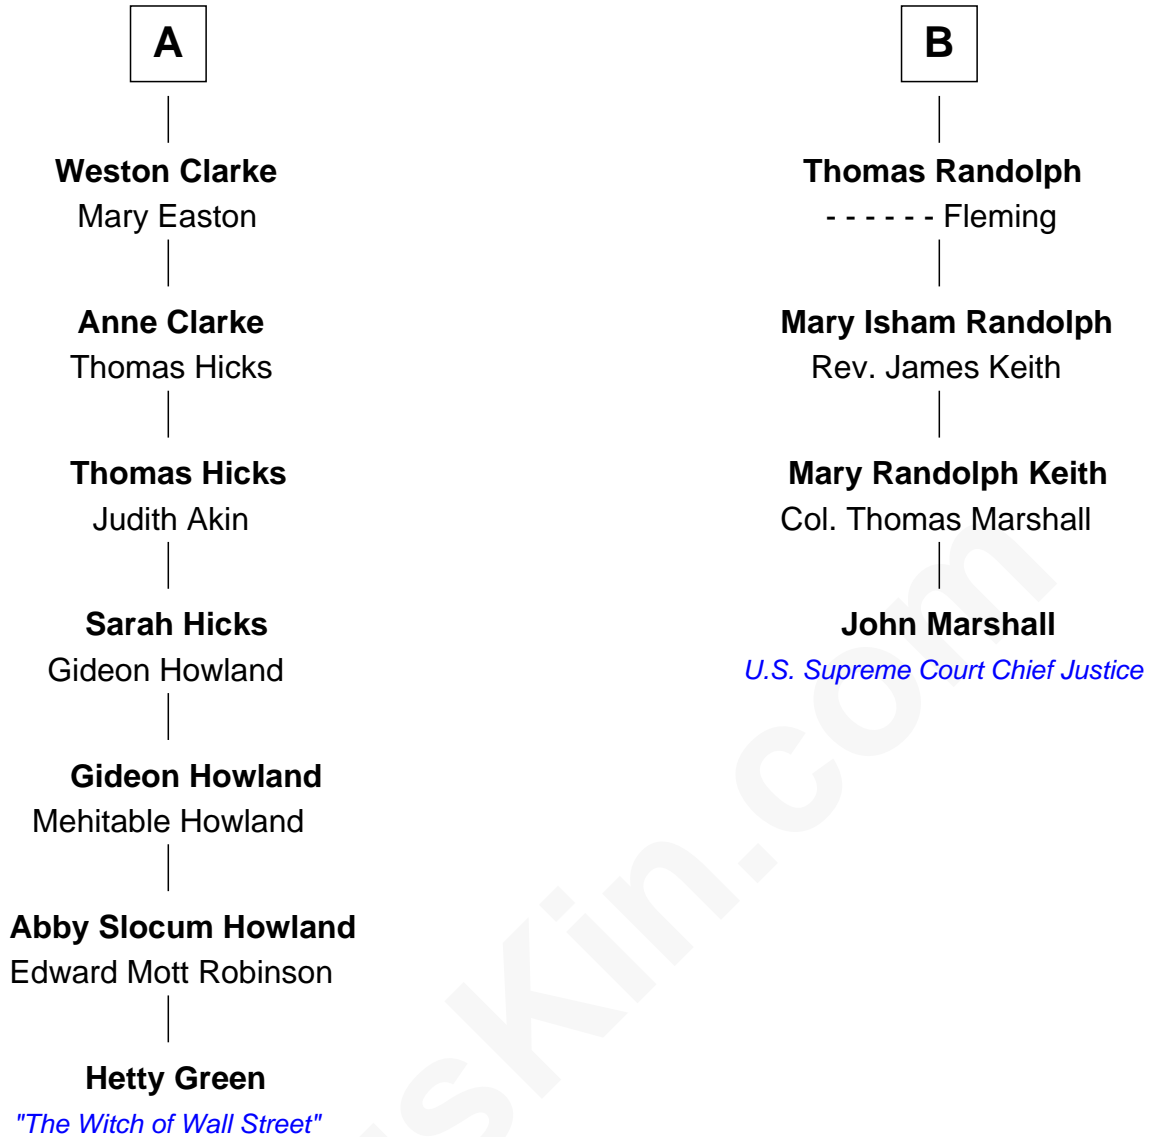 A
Weston Clarke
Mary Easton
Anne Clarke
Thomas Hicks
Thomas Hicks
Judith Akin
Sarah Hicks
Gideon Howland
Gideon Howland
Mehitable Howland
Abby Slocum Howland
Edward Mott Robinson
Hetty Green
"The Witch of Wall Street"
B
Thomas Randolph
- - - - - - Fleming
Mary Isham Randolph
Rev. James Keith
Mary Randolph Keith
Col. Thomas Marshall
John Marshall
U.S. Supreme Court Chief Justice
sKin.com